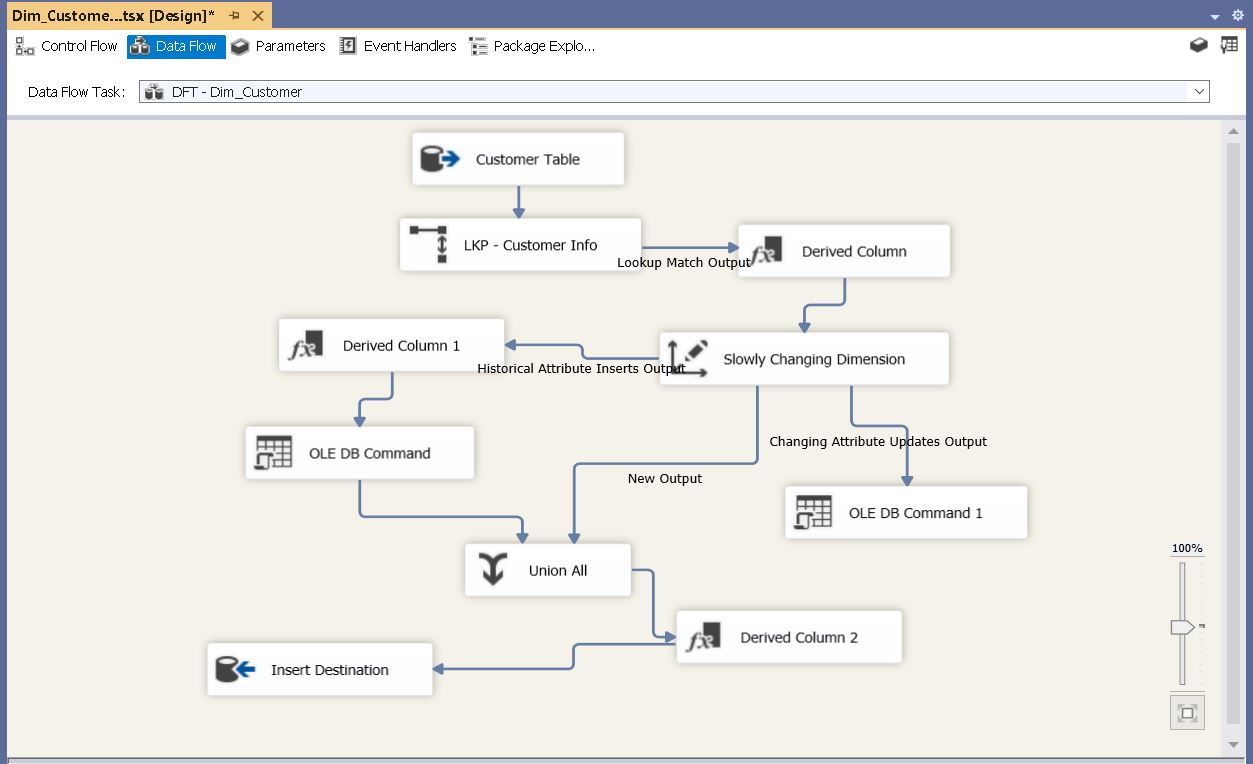 Dim_Custome...tsx [Design]*
Control Flow
Data Flow
Parameters
Event Handlers
Package Explo...
Data Flow Task:
DFT - Dim_Customer
Customer Table
LKP - Customer Info
Lookup Match Output
Derived Column
Derived Column 1
Historical Attribute Inserts Output
Slowly Changing Dimension
OLE DB Command
Changing Attribute Updates Output
New Output
OLE DB Command 1
100%
Union All
Derived Column 2
Insert Destination